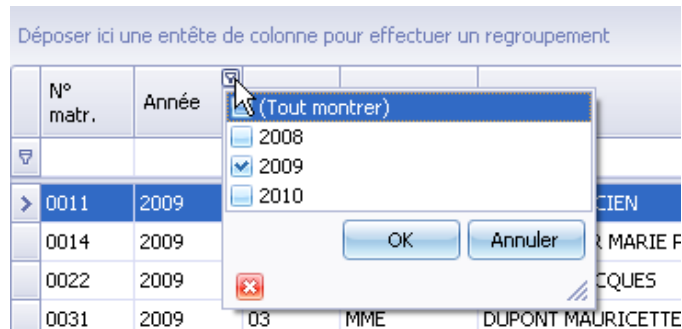 Déposer ici une entête de colonne pour effectuer un regroupement
N° matr.
Année
(Tout montrer)
2008
2009
2010
OK
Annuler
0011 2009 CIEN
0014 2009 MARIE
0022 2009
0031 2009 03 MME DUPONT MAURICETTE